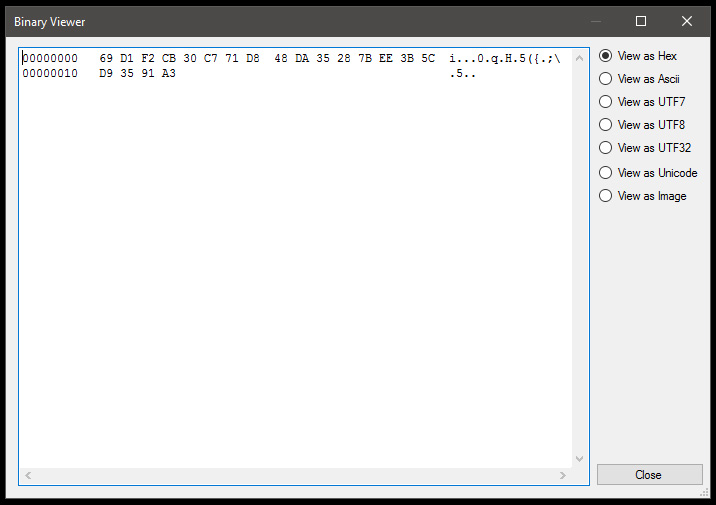 Binary Viewer
00000000   69 D1 F2 CB 30 C7 71 D8  48 DA 35 28 7B EE 3B 5C  i...0.q.H.5({.;\
00000010   D9 35 91 A3                                       .5..
View as Hex
View as Ascii
View as UTF7
View as UTF8
View as UTF32
View as Unicode
View as Image
Close